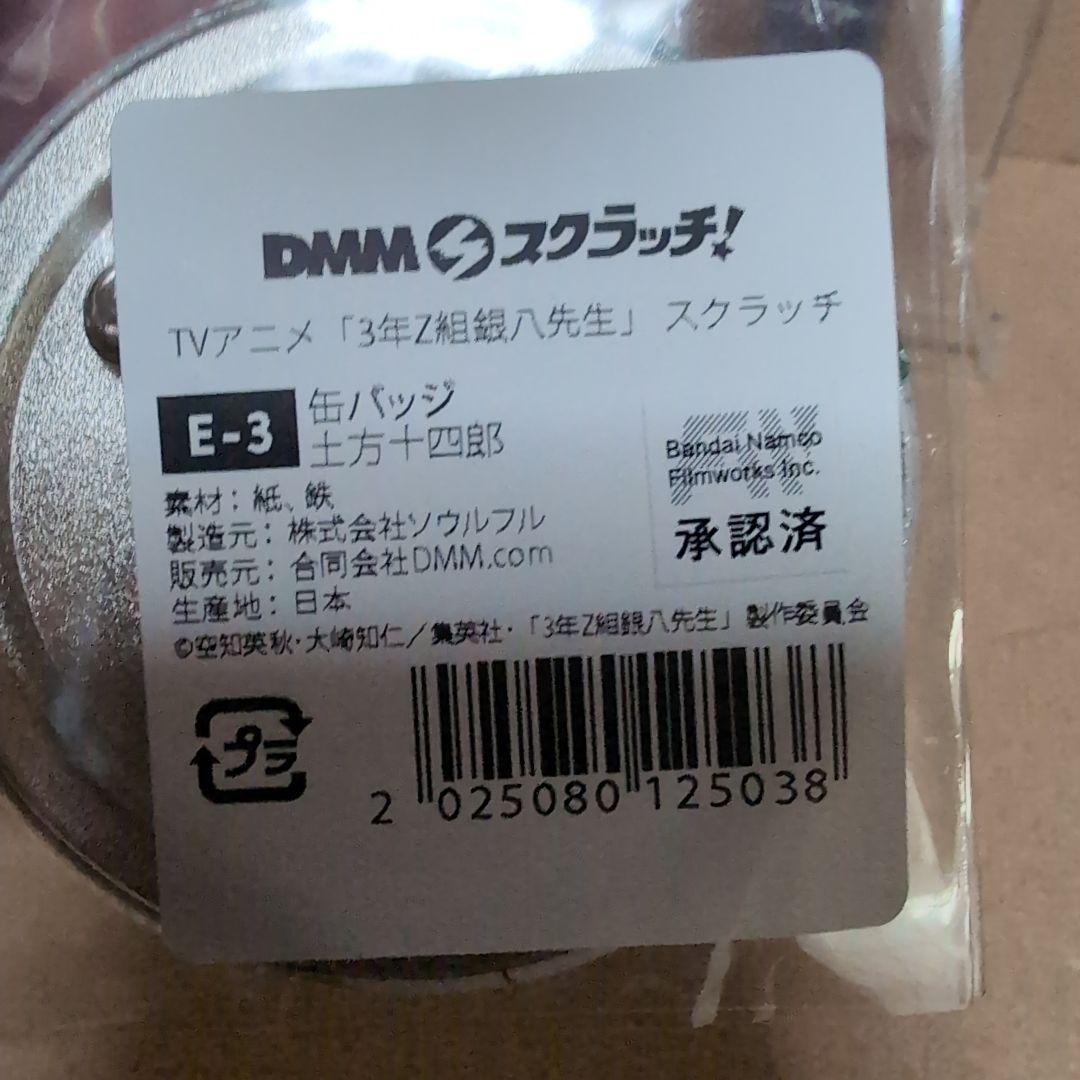 DMMスクラッチ!
TVアニメ「3年Z組銀八先生」 スクラッチ
E-3
缶バッジ
土方十四郎
素材：紙、鉄
製造元：株式会社ソウルフル
販売元：合同会社DMM.com
生産地：日本
Bandai Namco
Filmworks Inc.
承認済
©空知英秋・大崎知仁／集英社・「3年Z組銀八先生」製作委員会
プラ
2 025080 125038